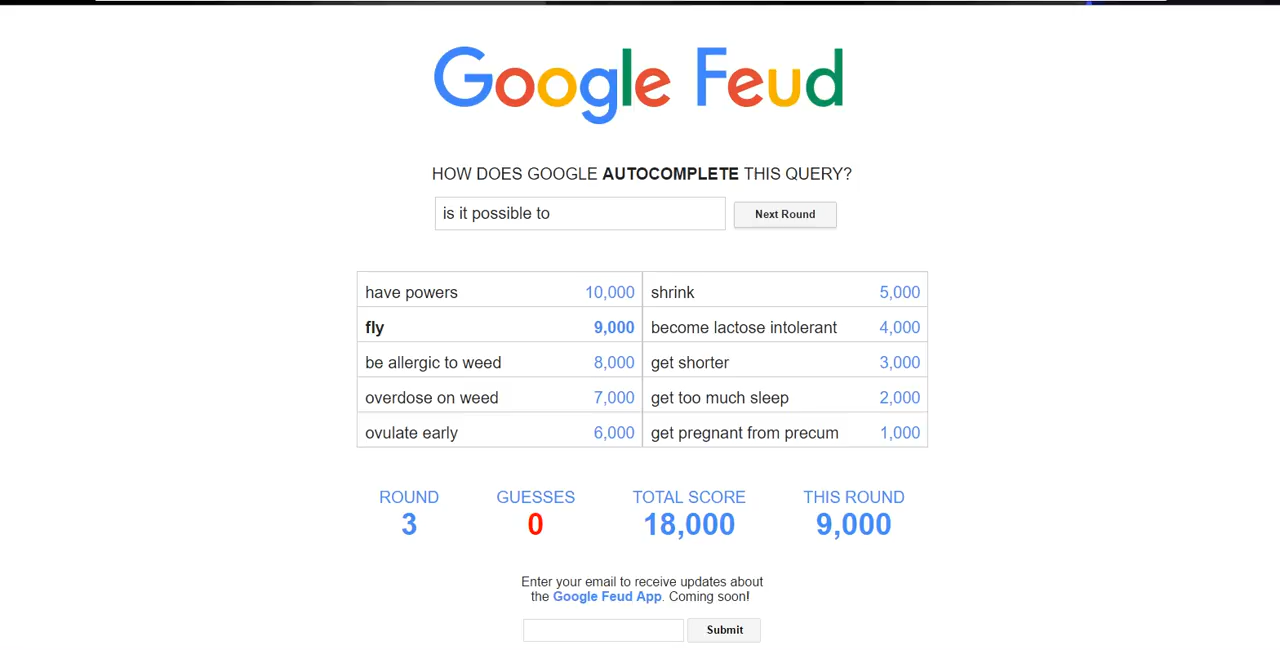 Google Feud
HOW DOES GOOGLE AUTOCOMPLETE THIS QUERY?
is it possible to
Next Round
have powers 10,000 shrink 5,000
fly 9,000 become lactose intolerant 4,000
be allergic to weed 8,000 get shorter 3,000
overdose on weed 7,000 get too much sleep 2,000
ovulate early 6,000 get pregnant from precum 1,000
ROUND GUESSES TOTAL SCORE THIS ROUND
3 0 18,000 9,000
Enter your email to receive updates about
the Google Feud App. Coming soon!
Submit